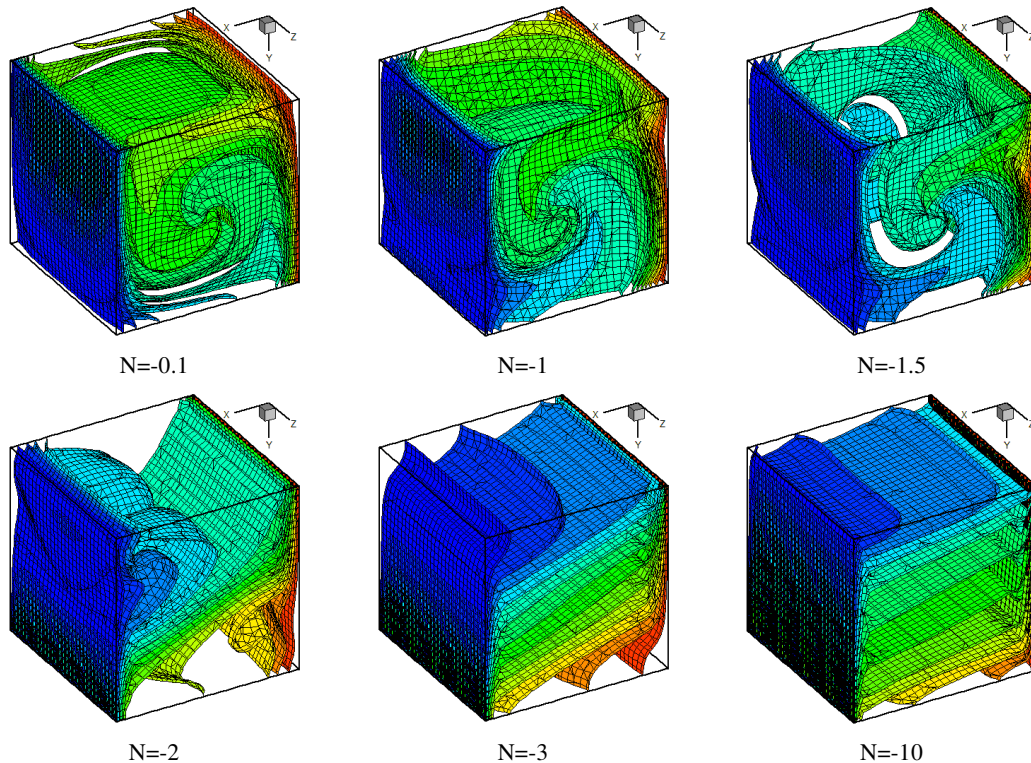 X Z Y X Z Y X Z Y
N=-0.1 N=-1 N=-1.5
X Z Y X Z Y X Z Y
N=-2 N=-3 N=-10